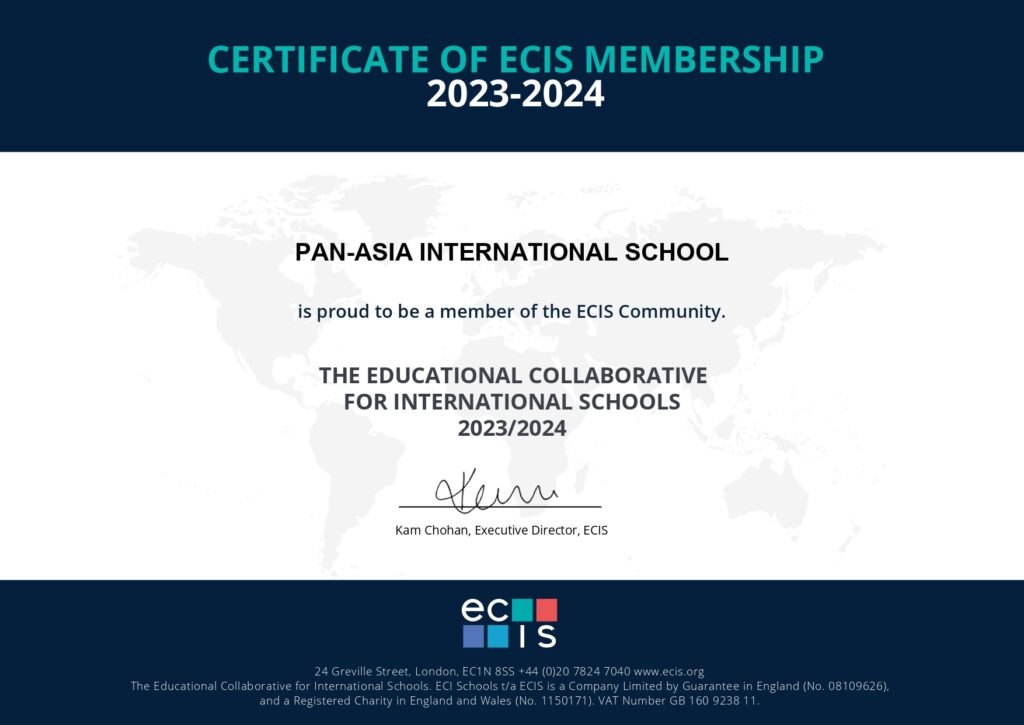 CERTIFICATE OF ECIS MEMBERSHIP
2023-2024
PAN-ASIA INTERNATIONAL SCHOOL
is proud to be a member of the ECIS Community.
THE EDUCATIONAL COLLABORATIVE
FOR INTERNATIONAL SCHOOLS
2023/2024
Kam Chohan, Executive Director, ECIS
ec
IS
24 Greville Street, London, EC1N 8SS +44 (0)20 7824 7040 www.ecis.org
The Educational Collaborative for International Schools. ECI Schools t/a ECIS is a Company Limited by Guarantee in England (No. 08109626),
and a Registered Charity in England and Wales (No. 1150171). VAT Number GB 160 9238 11.